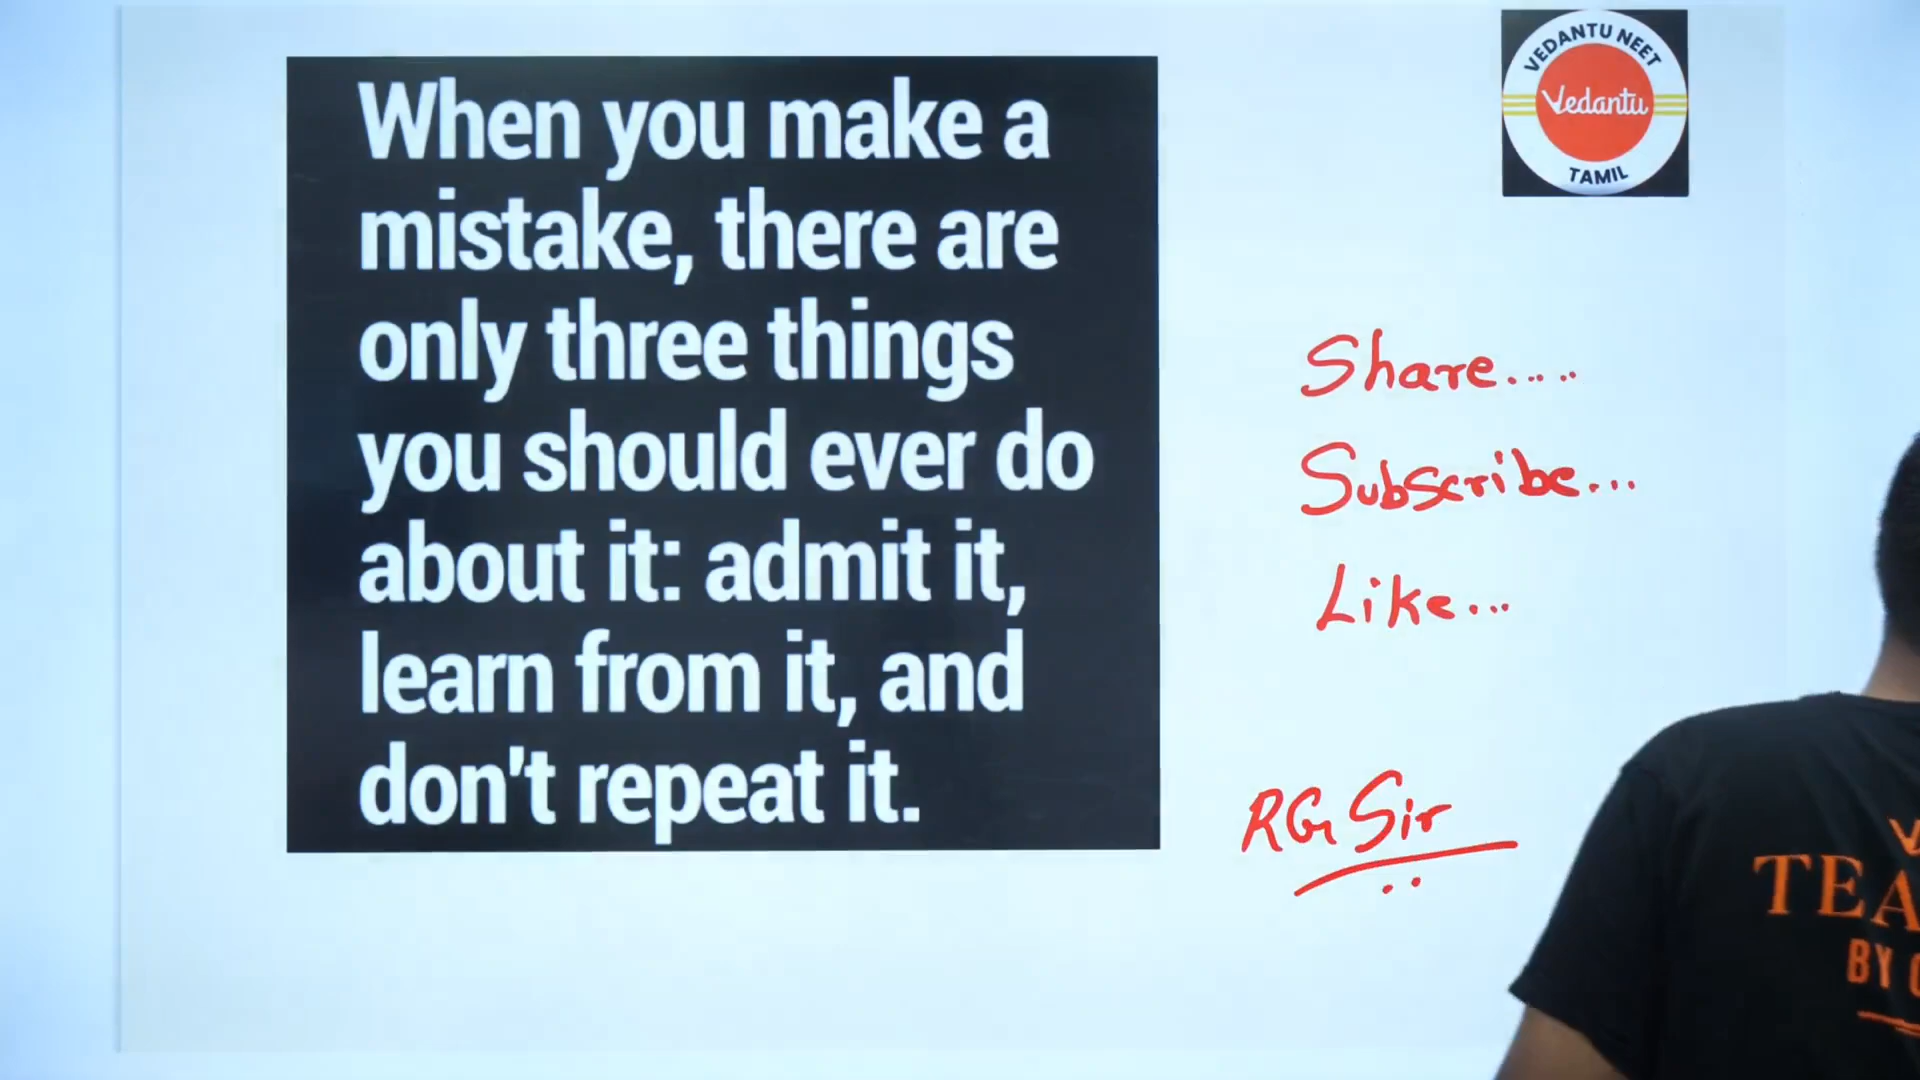 When you make a
mistake, there are
only three things
you should ever do
about it: admit it,
learn from it, and
don't repeat it.
VEDANTU NEET
Vedantu
TAMIL
Share....
Subscribe...
Like...
RG Sir
TEA
BY